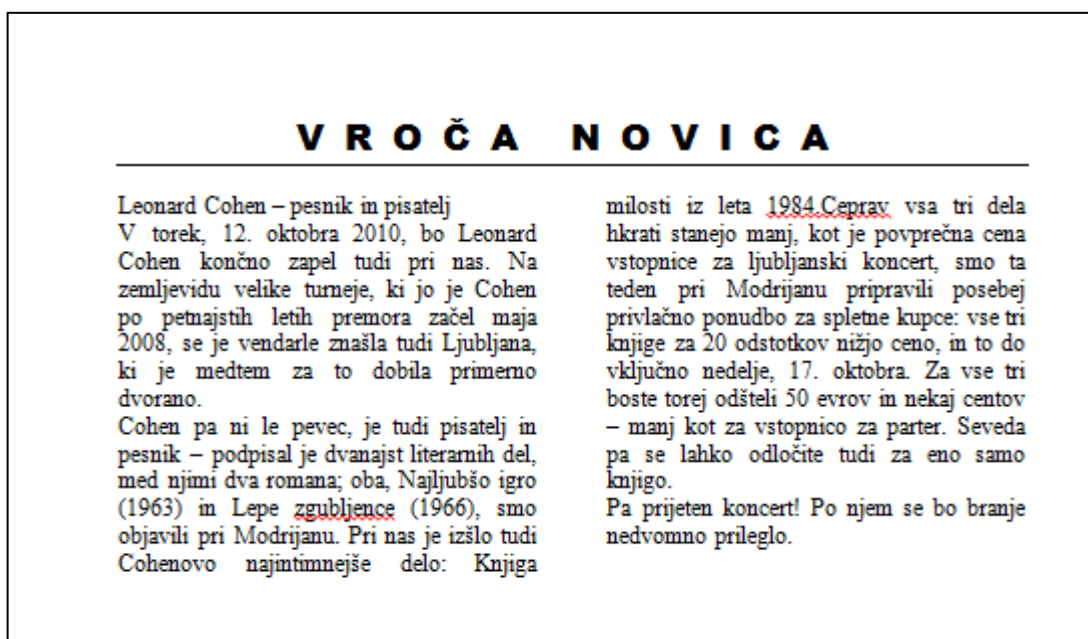 VROČA NOVICA
Leonard Cohen – pesnik in pisatelj
V torek, 12. oktobra 2010, bo Leonard
Cohen končno zapel tudi pri nas. Na
zemljevidu velike turneje, ki jo je Cohen
po petnajstih letih premora začel maja
2008, se je vendarle znašla tudi Ljubljana,
ki je medtem za to dobila primerno
dvorano.
Cohen pa ni le pevec, je tudi pisatelj in
pesnik – podpisal je dvanajst literarnih del,
med njimi dva romana; oba, Najljubšo igro
(1963) in Lepe zgubljence (1966), smo
objavili pri Modrijanu. Pri nas je izšlo tudi
Cohenovo najintimnejše delo: Knjiga
milosti iz leta 1984.Ceprav vsa tri dela
hkrati stanejo manj, kot je povprečna cena
vstopnice za ljubljanski koncert, smo ta
teden pri Modrijanu pripravili posebej
privlačno ponudbo za spletne kupce: vse tri
knjige za 20 odstotkov nižjo ceno, in to do
vključno nedelje, 17. oktobra. Za vse tri
boste torej odšteli 50 evrov in nekaj centov
– manj kot za vstopnico za parter. Seveda
pa se lahko odločite tudi za eno samo
knjigo.
Pa prijeten koncert! Po njem se bo branje
nedvomno prileglo.